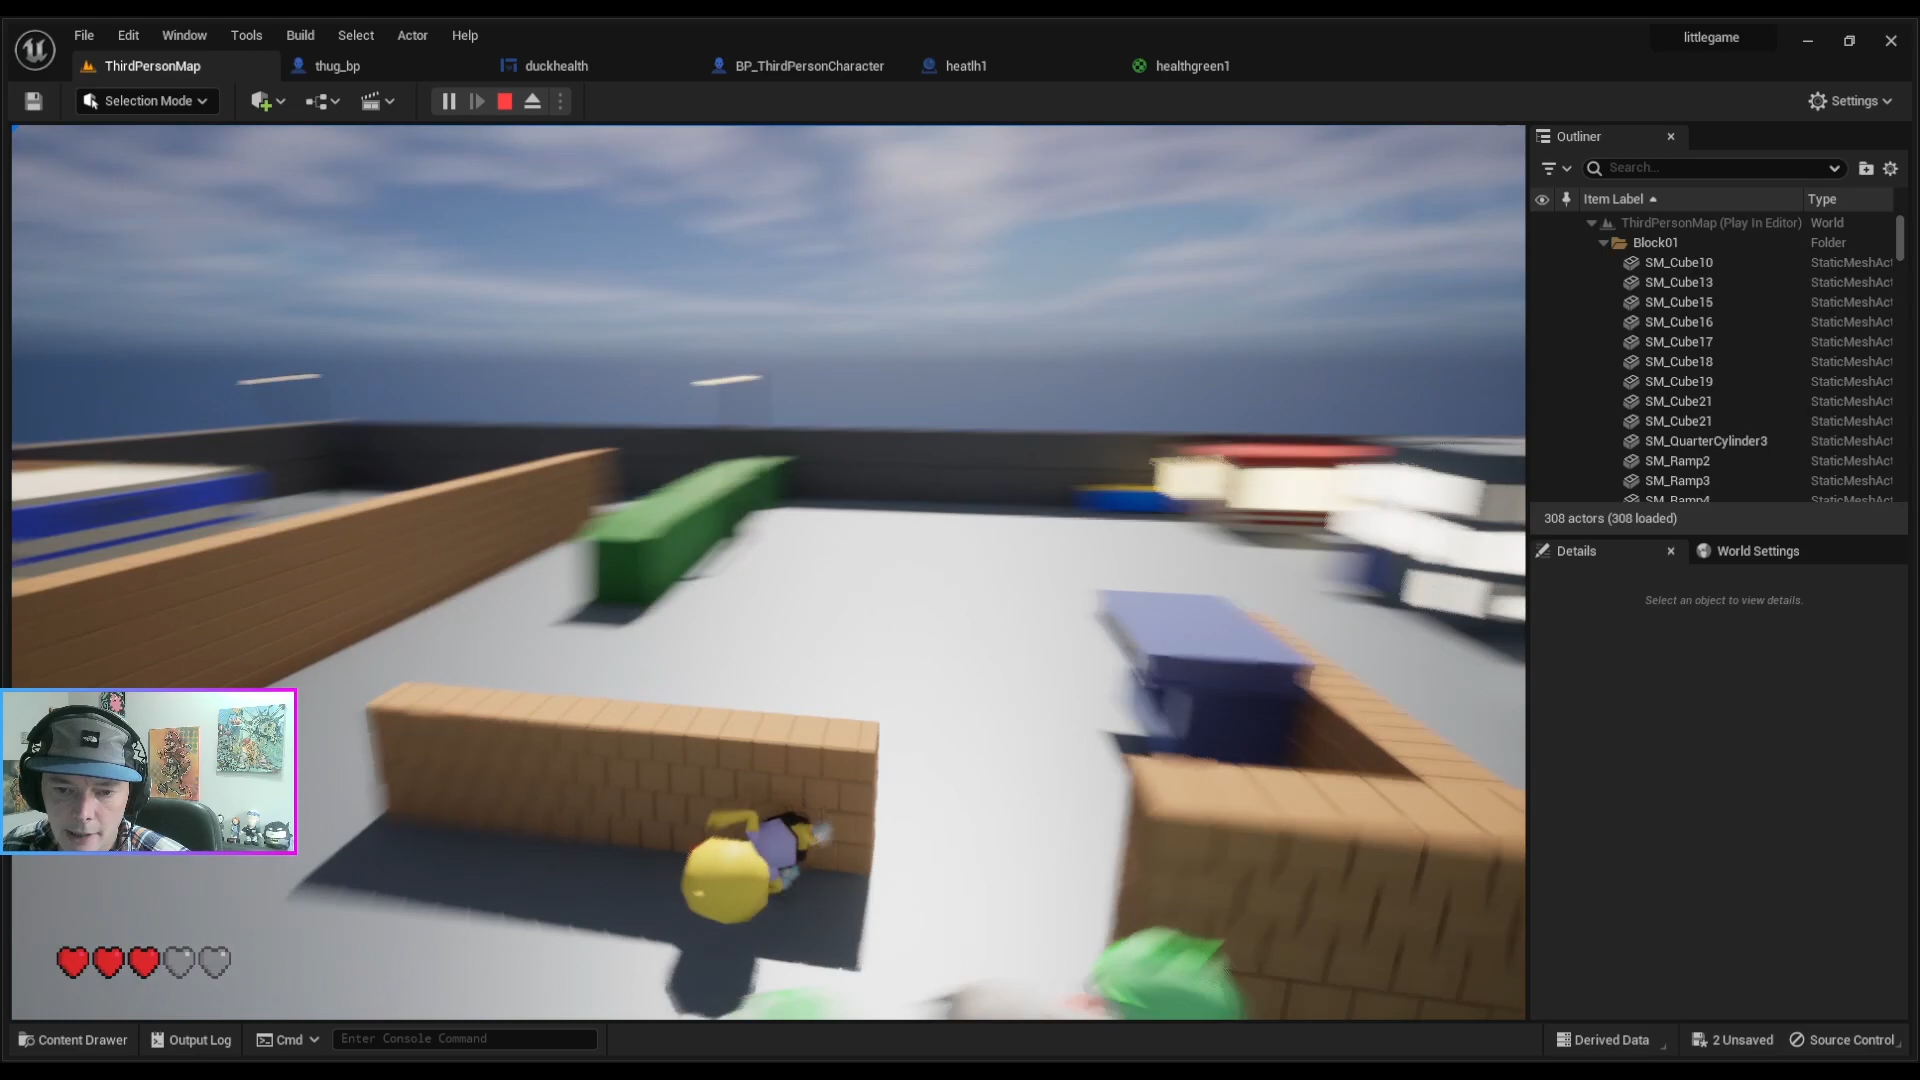 File Edit Window Tools Build Select Actor Help
littlegame
ThirdPersonMap thug_bp duckhealth BP_ThirdPersonCharacter heatlh1 healthgreen1
Selection Mode
Settings
Outliner
Search...
Item Label Type
ThirdPersonMap (Play In Editor) World
Block01 Folder
SM_Cube10 StaticMeshAct
SM_Cube13 StaticMeshAct
SM_Cube15 StaticMeshAct
SM_Cube16 StaticMeshAct
SM_Cube17 StaticMeshAct
SM_Cube18 StaticMeshAct
SM_Cube19 StaticMeshAct
SM_Cube21 StaticMeshAct
SM_Cube21 StaticMeshAct
SM_QuarterCylinder3 StaticMeshAct
SM_Ramp2 StaticMeshAct
SM_Ramp3 StaticMeshAct
SM_Ramp4 StaticMeshAct
308 actors (308 loaded)
Details World Settings
Select an object to view details.
Content Drawer Output Log Cmd Enter Console Command
Derived Data 2 Unsaved Source Control